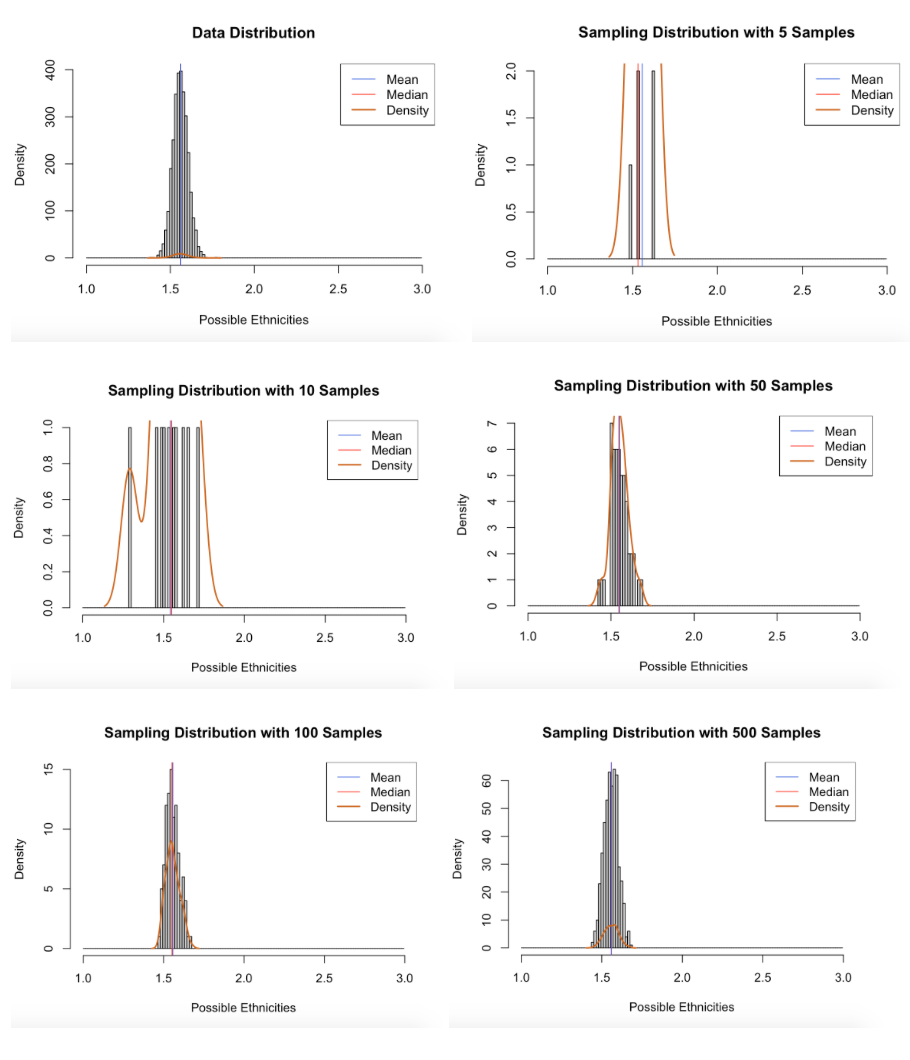 Data Distribution
Density
400
300
200
100
0
Mean
Median
Density
1.0 1.5 2.0 2.5 3.0
Possible Ethnicities
Sampling Distribution with 5 Samples
Density
2.0
1.5
1.0
0.5
0.0
Mean
Median
Density
1.0 1.5 2.0 2.5 3.0
Possible Ethnicities
Sampling Distribution with 10 Samples
Density
1.0
0.8
0.6
0.4
0.2
0.0
Mean
Median
Density
1.0 1.5 2.0 2.5 3.0
Possible Ethnicities
Sampling Distribution with 50 Samples
Density
7
6
5
4
3
2
1
0
Mean
Median
Density
1.0 1.5 2.0 2.5 3.0
Possible Ethnicities
Sampling Distribution with 100 Samples
Density
15
10
5
0
Mean
Median
Density
1.0 1.5 2.0 2.5 3.0
Possible Ethnicities
Sampling Distribution with 500 Samples
Density
60
50
40
30
20
10
0
Mean
Median
Density
1.0 1.5 2.0 2.5 3.0
Possible Ethnicities